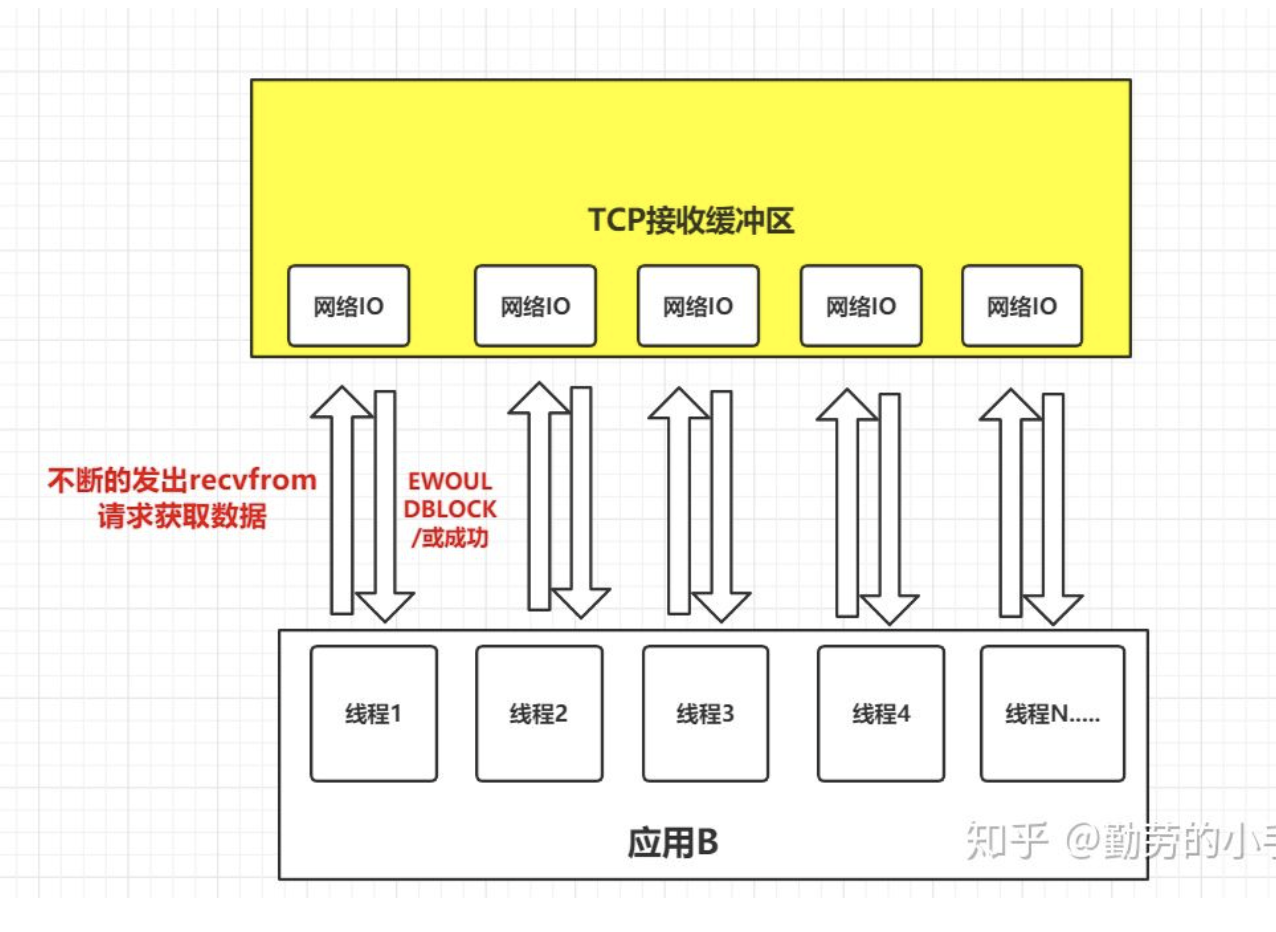 TCP接收缓冲区
网络IO
网络IO
网络IO
网络IO
网络IO
不断的发出recvfrom
请求获取数据
EWOUL
DBLOCK
/或成功
线程1
线程2
线程3
线程4
线程N.....
应用B
知乎 @勤劳的小手